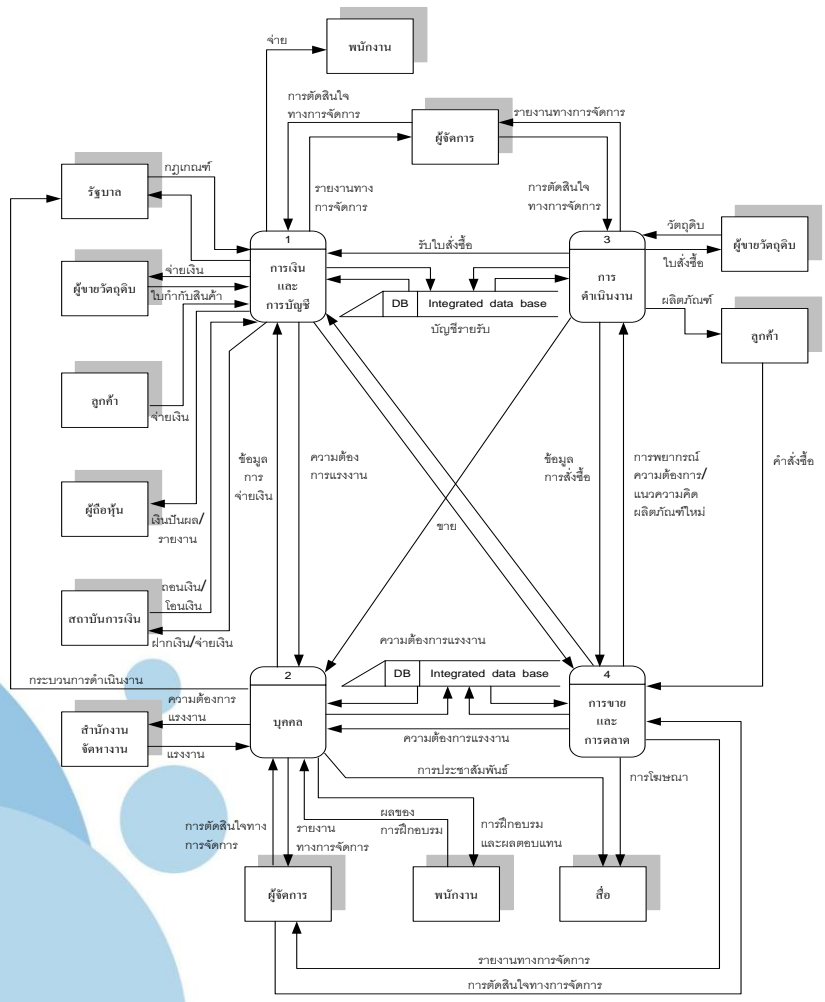 จ่าย
พนักงาน
การตัดสินใจ
ทางการจัดการ
ผู้จัดการ
รายงานทางการจัดการ
กฎเกณฑ์
รัฐบาล
รายงานทาง
การจัดการ
การตัดสินใจ
ทางการจัดการ
1
การเงิน
และ
การบัญชี
รับใบสั่งซื้อ
3
การ
ดำเนินงาน
วัตถุดิบ
ผู้ขายวัตถุดิบ
ใบสั่งซื้อ
ผู้ขายวัตถุดิบ
จ่ายเงิน
ใบกำกับสินค้า
DB
Integrated data base
บัญชีรายรับ
ผลิตภัณฑ์
ลูกค้า
ลูกค้า
จ่ายเงิน
ข้อมูล
การ
จ่ายเงิน
ความต้อง
การแรงงาน
ข้อมูล
การสั่งซื้อ
การพยากรณ์
ความต้องการ/
แนวความคิด
ผลิตภัณฑ์ใหม่
คำสั่งซื้อ
ผู้ถือหุ้น
เงินปันผล/
รายงาน
ขาย
สถาบันการเงิน
ถอนเงิน/
โอนเงิน
ฝากเงิน/จ่ายเงิน
ความต้องการแรงงาน
กระบวนการดำเนินงาน
2
บุคคล
DB
Integrated data base
4
การขาย
และ
การตลาด
ความต้องการ
แรงงาน
สำนักงาน
จัดหางาน
แรงงาน
ความต้องการแรงงาน
การประชาสัมพันธ์
การโฆษณา
การตัดสินใจทาง
การจัดการ
รายงาน
ทางการจัดการ
ผลของ
การฝึกอบรม
การฝึกอบรม
และผลตอบแทน
ผู้จัดการ
พนักงาน
สื่อ
รายงานทางการจัดการ
การตัดสินใจทางการจัดการ